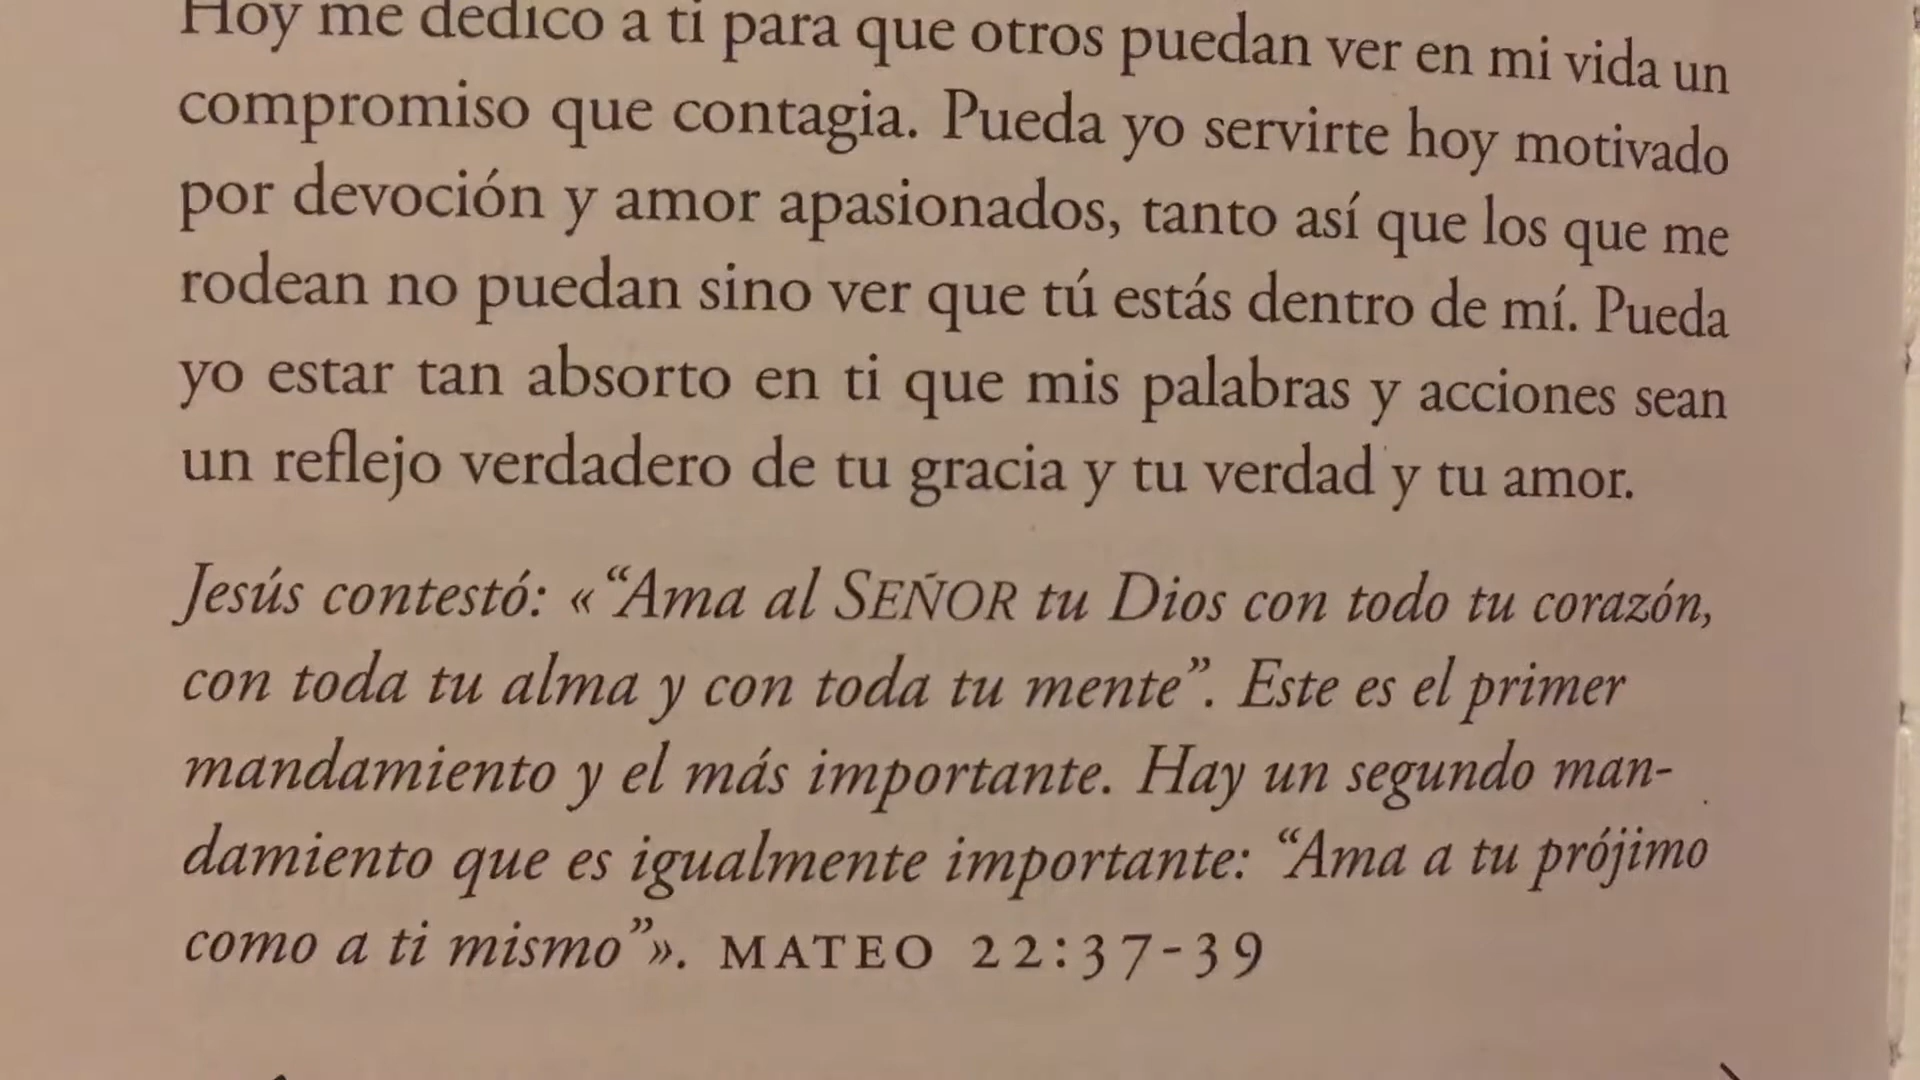 Hoy me dedico a ti para que otros puedan ver en mi vida un
compromiso que contagia. Pueda yo servirte hoy motivado
por devoción y amor apasionados, tanto así que los que me
rodean no puedan sino ver que tú estás dentro de mí. Pueda
yo estar tan absorto en ti que mis palabras y acciones sean
un reflejo verdadero de tu gracia y tu verdad y tu amor.
Jesús contestó: «“Ama al SEÑOR tu Dios con todo tu corazón,
con toda tu alma y con toda tu mente”. Este es el primer
mandamiento y el más importante. Hay un segundo man-
damiento que es igualmente importante: “Ama a tu prójimo
como a ti mismo”». MATEO 22:37-39